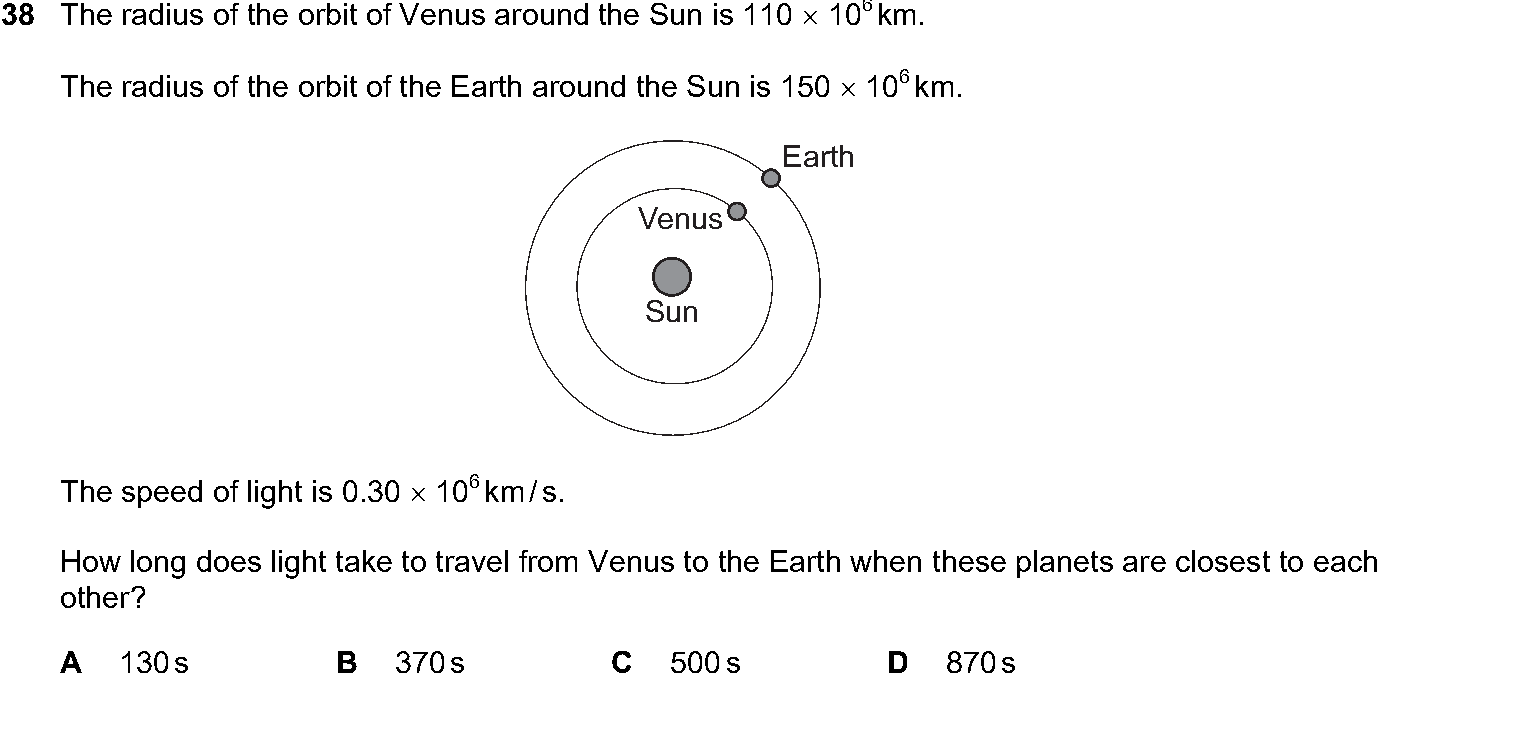 38 The radius of the orbit of Venus around the Sun is 110 × 10⁶ km.
The radius of the orbit of the Earth around the Sun is 150 × 10⁶ km.
Earth
Venus
Sun
The speed of light is 0.30 × 10⁶ km / s.
How long does light take to travel from Venus to the Earth when these planets are closest to each
other?
A 130 s B 370 s C 500 s D 870 s